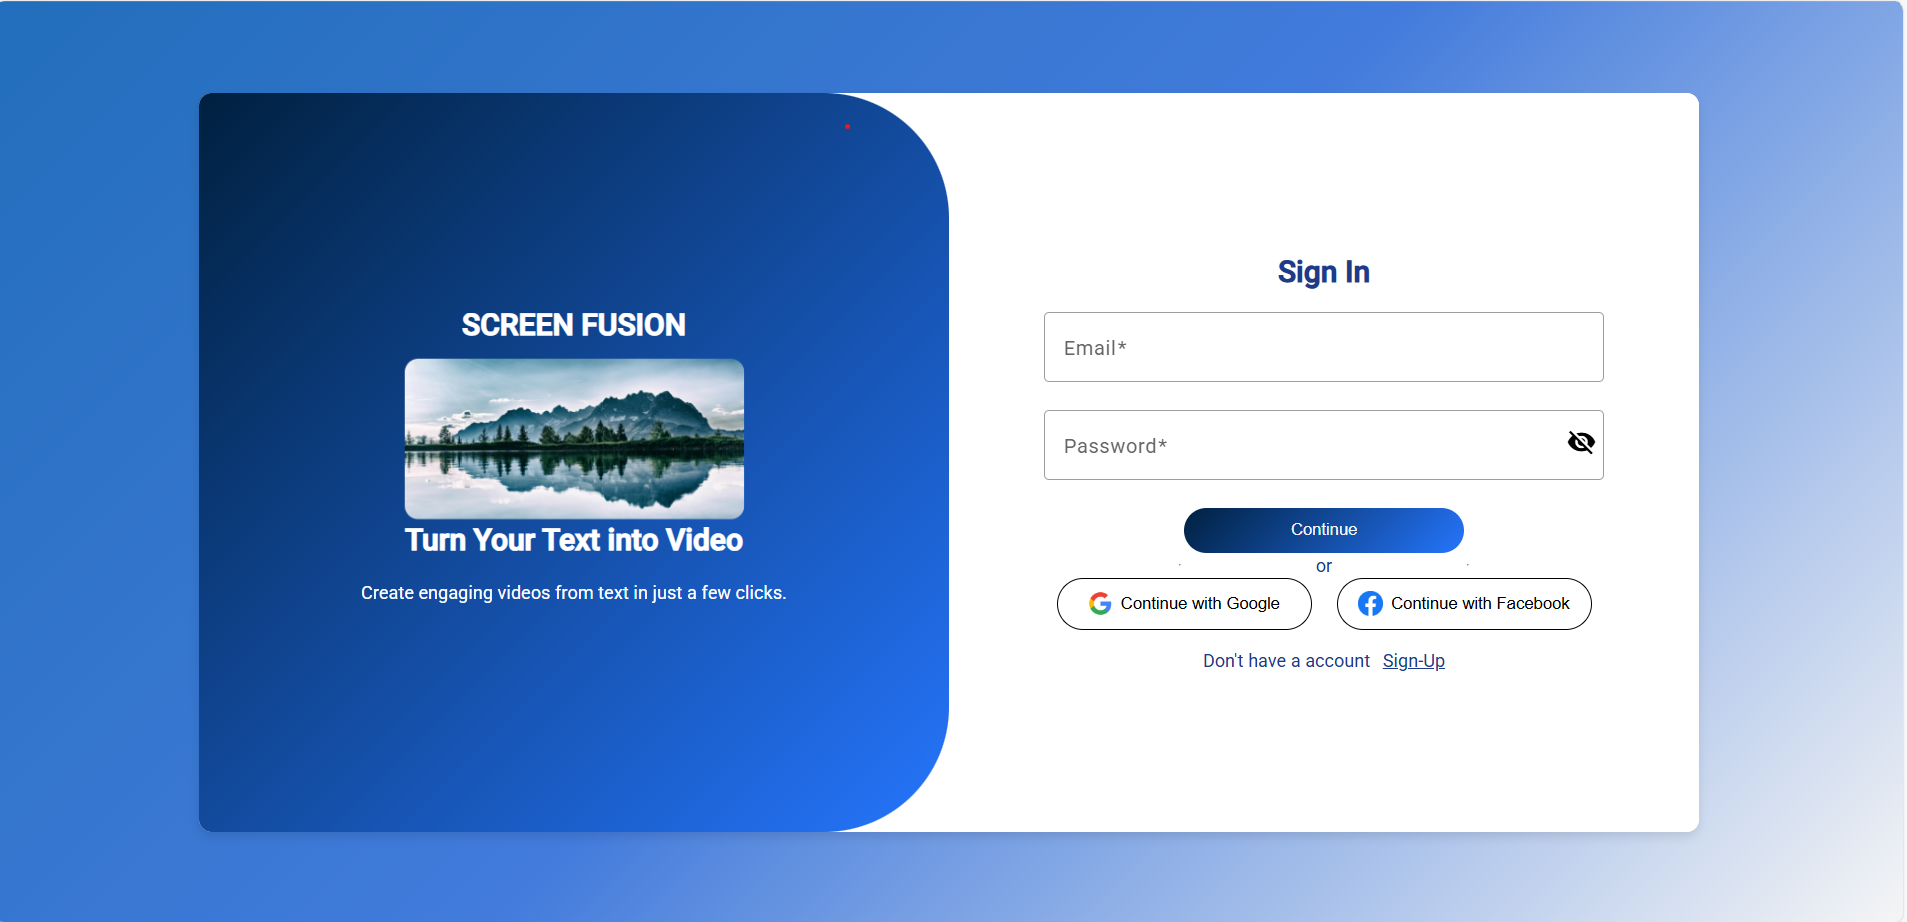 SCREEN FUSION
Turn Your Text into Video
Create engaging videos from text in just a few clicks.
Sign In
Email*
Password*
Continue
or
Continue with Google
Continue with Facebook
Don't have a account Sign-Up